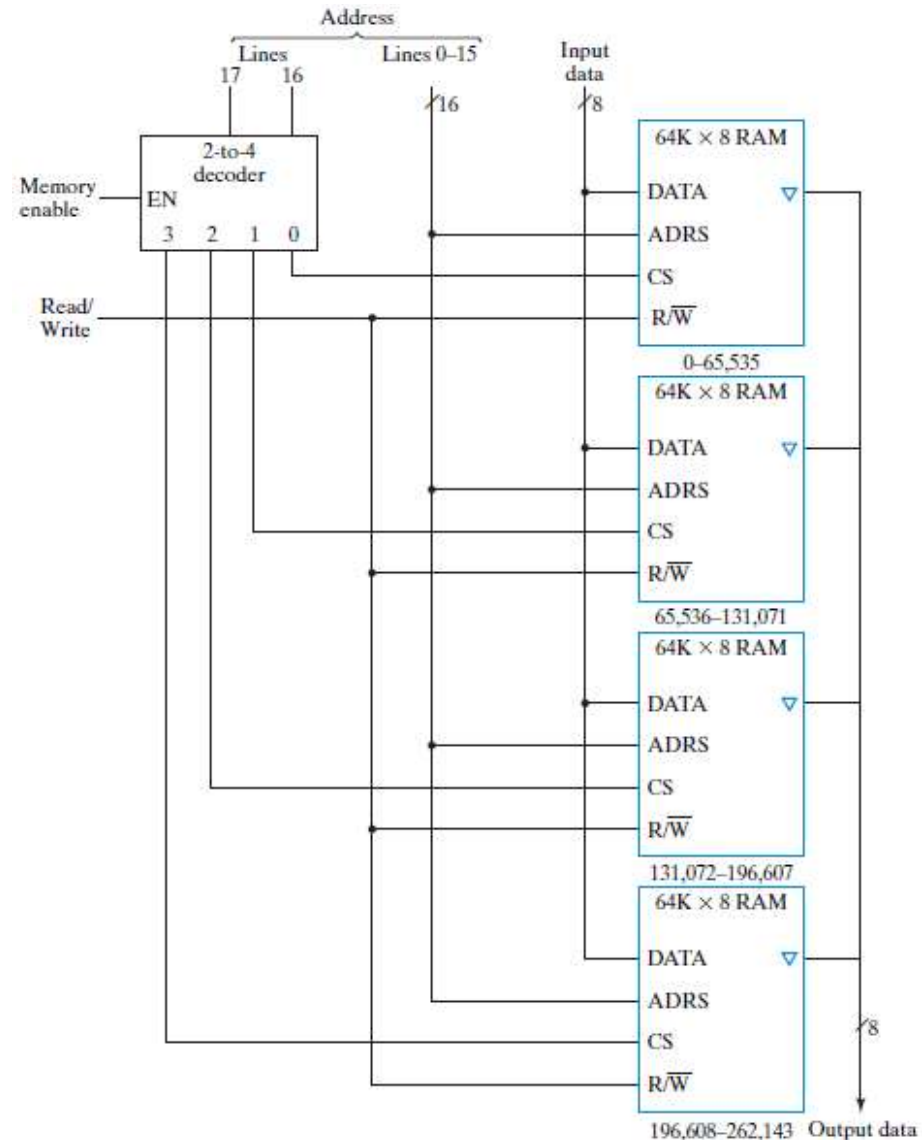 Address
Lines
Lines 0–15
Input
data
17 16
16
8
2-to-4
decoder
Memory
enable
EN
3 2 1 0
Read/
Write
64K × 8 RAM
DATA
ADRS
CS
R/W̅
0–65,535
64K × 8 RAM
DATA
ADRS
CS
R/W̅
65,536–131,071
64K × 8 RAM
DATA
ADRS
CS
R/W̅
131,072–196,607
64K × 8 RAM
DATA
ADRS
CS
R/W̅
8
196,608–262,143 Output data